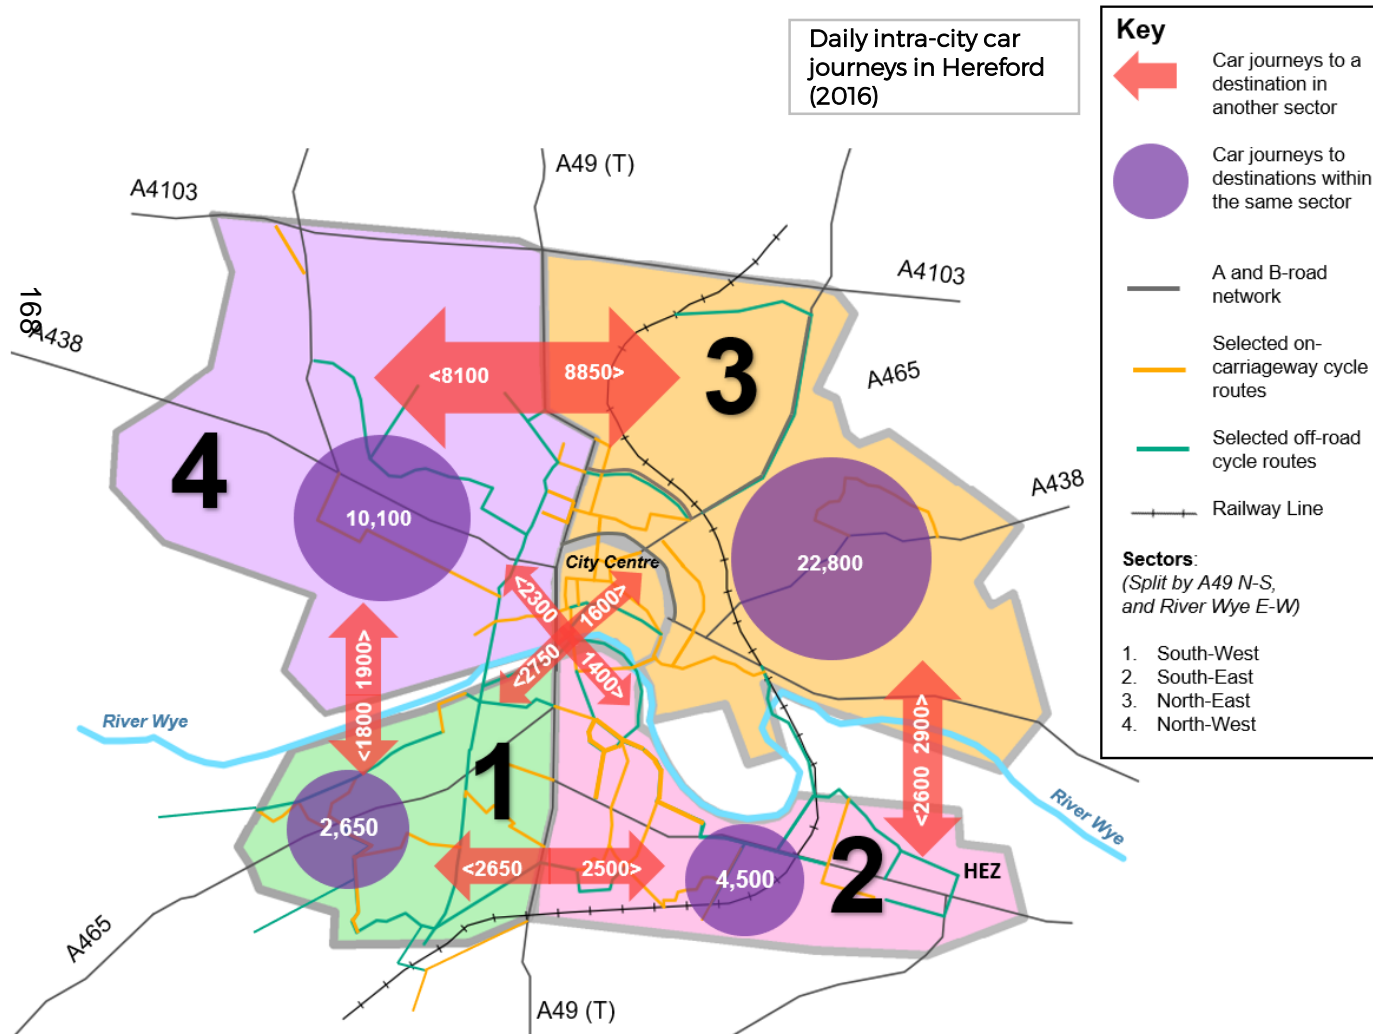 Daily intra-city car
journeys in Hereford
(2016)
Key
Car journeys to a
destination in
another sector
Car journeys to
destinations within
the same sector
A and B-road
network
Selected on-
carriageway cycle
routes
Selected off-road
cycle routes
Railway Line
Sectors:
(Split by A49 N-S,
and River Wye E-W)
1. South-West
2. South-East
3. North-East
4. North-West
A49 (T)
A4103
A4103
168
A438
A465
A438
<8100
8850>
3
4
10,100
22,800
City Centre
<2300
1600>
<2750
1400>
<1800 1900>
<2600 2900>
River Wye
River Wye
1
2,650
<2650
2500>
4,500
2
HEZ
A465
A49 (T)